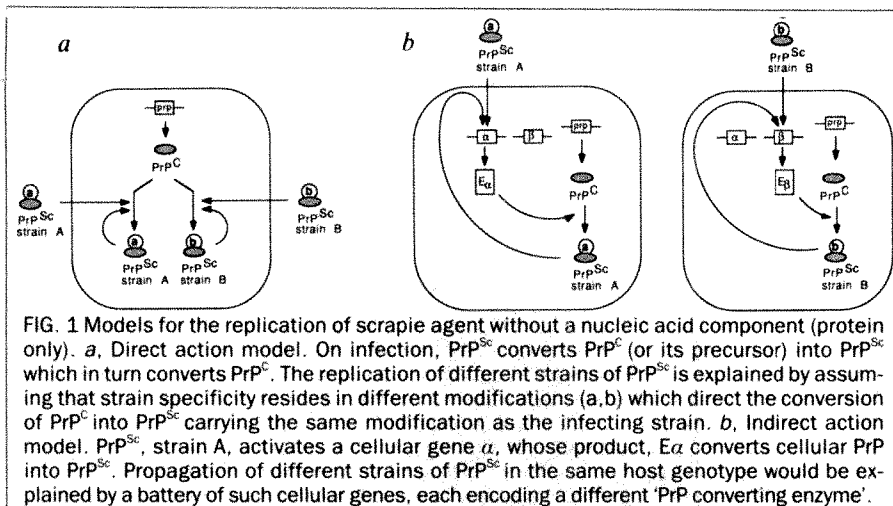 a
b
a
PrP^Sc
strain A
b
PrP^Sc
strain B
prp
PrP^C
a
PrP^Sc
strain A
b
PrP^Sc
strain B
a
PrP^Sc
strain A
b
PrP^Sc
strain B
α
β
prp
Eα
PrP^C
a
PrP^Sc
strain A
α
β
prp
Eβ
PrP^C
b
PrP^Sc
strain B
FIG. 1 Models for the replication of scrapie agent without a nucleic acid component (protein
only). a, Direct action model. On infection, PrP^Sc converts PrP^C (or its precursor) into PrP^Sc
which in turn converts PrP^C. The replication of different strains of PrP^Sc is explained by assum-
ing that strain specificity resides in different modifications (a,b) which direct the conversion
of PrP^C into PrP^Sc carrying the same modification as the infecting strain. b, Indirect action
model. PrP^Sc, strain A, activates a cellular gene α, whose product, Eα converts cellular PrP
into PrP^Sc. Propagation of different strains of PrP^Sc in the same host genotype would be ex-
plained by a battery of such cellular genes, each encoding a different 'PrP converting enzyme'.